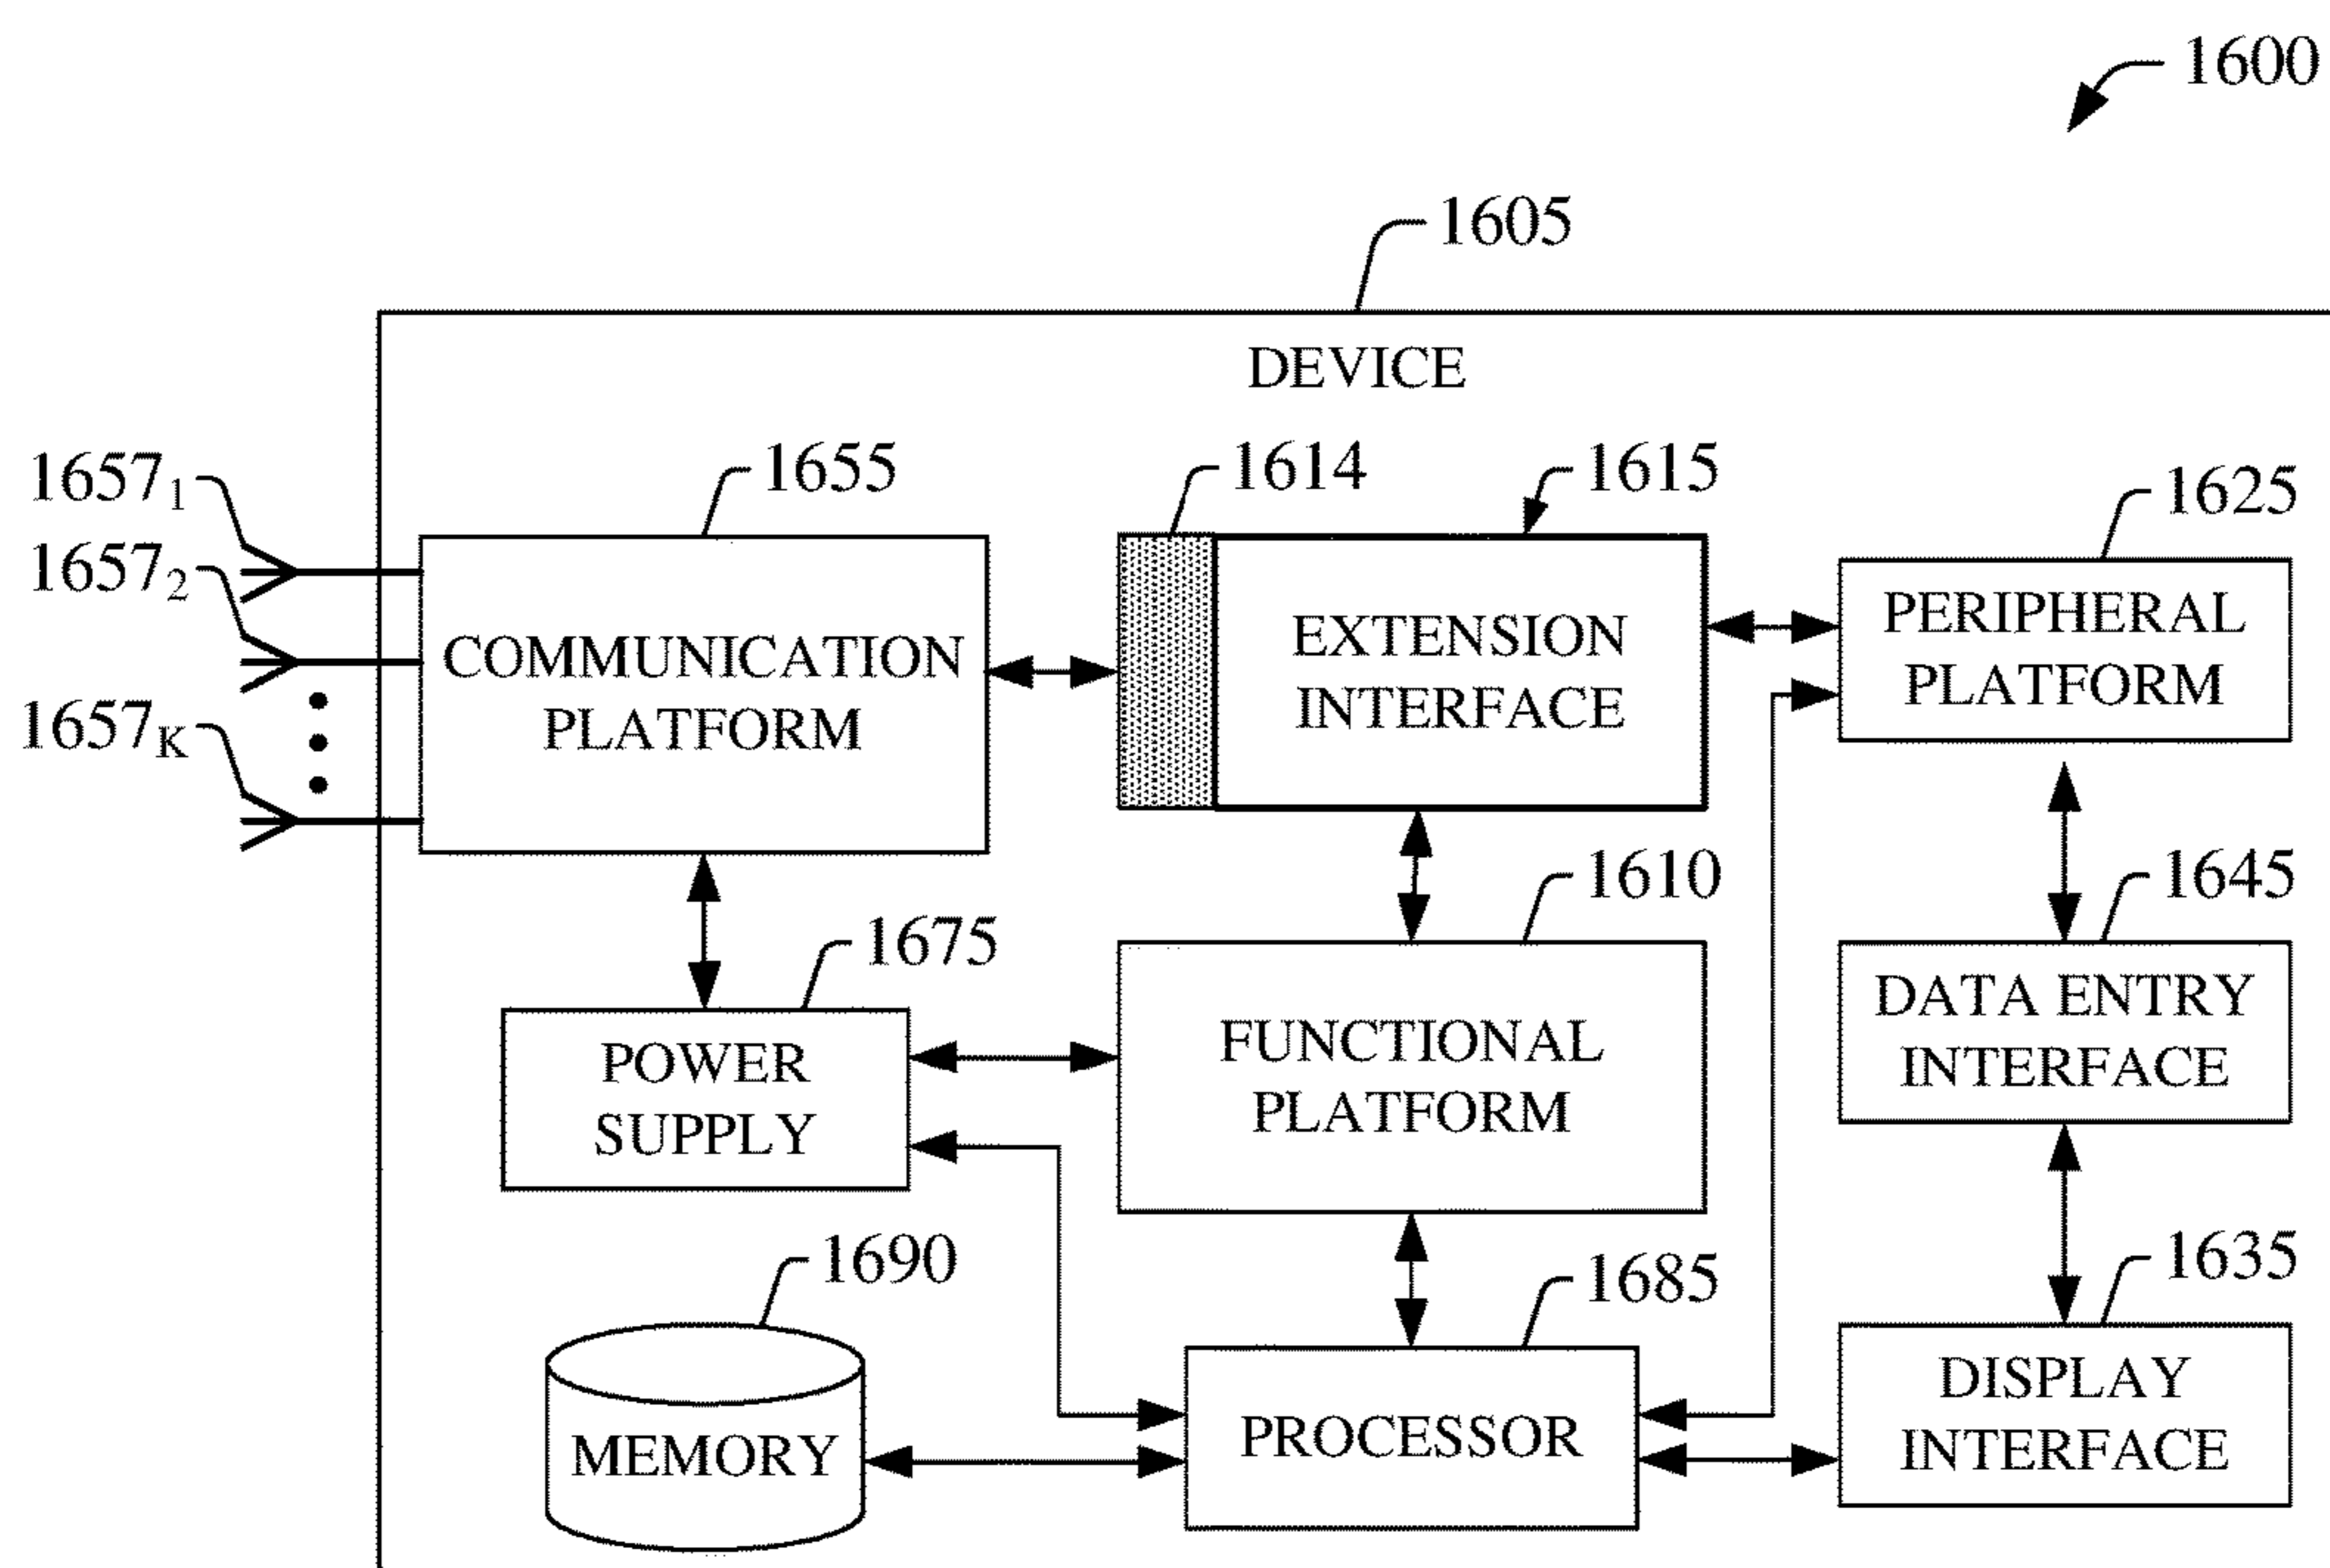 1600
1605
DEVICE
1657₁
1655
1614
1615
1625
1657₂
COMMUNICATION
PLATFORM
EXTENSION
INTERFACE
PERIPHERAL
PLATFORM
1657K
1610
1645
1675
DATA ENTRY
INTERFACE
POWER
SUPPLY
FUNCTIONAL
PLATFORM
1690
1685
1635
MEMORY
PROCESSOR
DISPLAY
INTERFACE